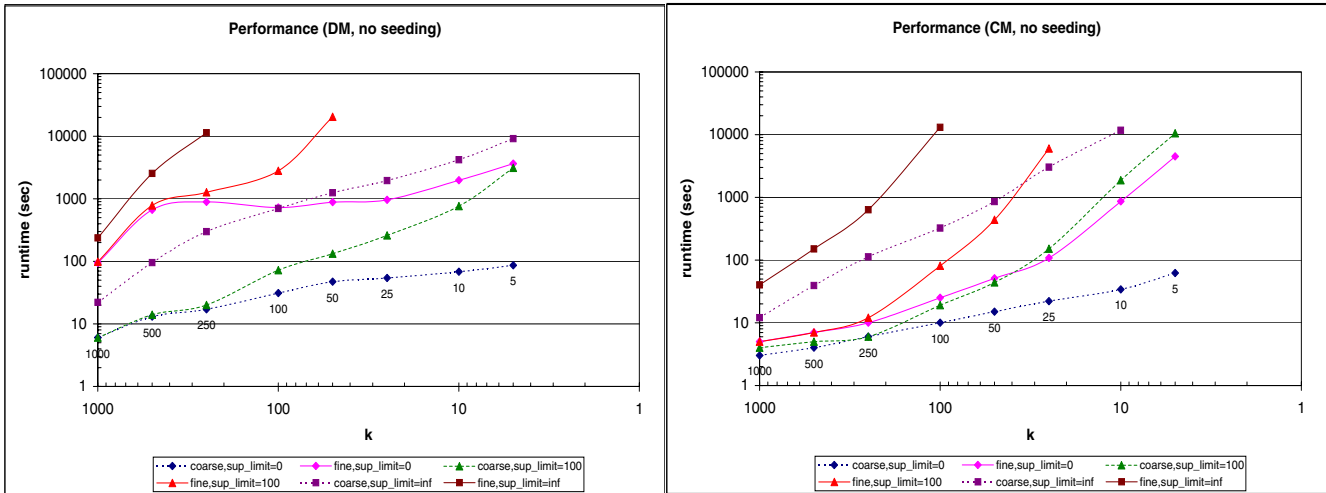 Performance (DM, no seeding)
100000
10000
1000
100
10
1
runtime (sec)
1000
500
250
100
50
25
10
5
1000
100
10
1
k
coarse,sup_limit=0
fine,sup_limit=0
coarse,sup_limit=100
fine,sup_limit=100
coarse,sup_limit=inf
fine,sup_limit=inf
Performance (CM, no seeding)
100000
10000
1000
100
10
1
runtime (sec)
1000
500
250
100
50
25
10
5
1000
100
10
1
k
coarse,sup_limit=0
fine,sup_limit=0
coarse,sup_limit=100
fine,sup_limit=100
coarse,sup_limit=inf
fine,sup_limit=inf